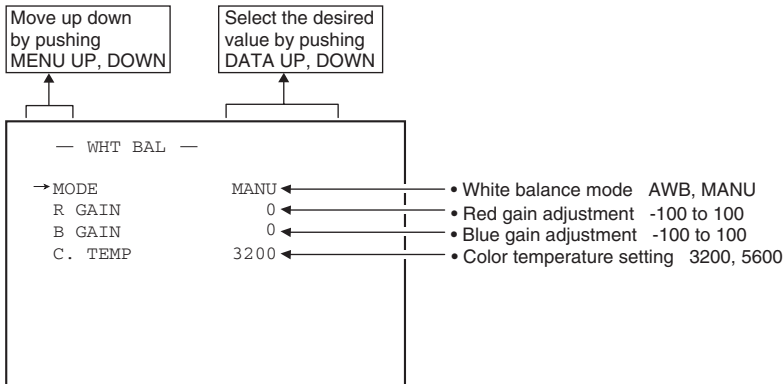 Move up down
by pushing
MENU UP, DOWN
Select the desired
value by pushing
DATA UP, DOWN
— WHT BAL —
→MODE MANU • White balance mode AWB, MANU
R GAIN 0 • Red gain adjustment -100 to 100
B GAIN 0 • Blue gain adjustment -100 to 100
C. TEMP 3200 • Color temperature setting 3200, 5600